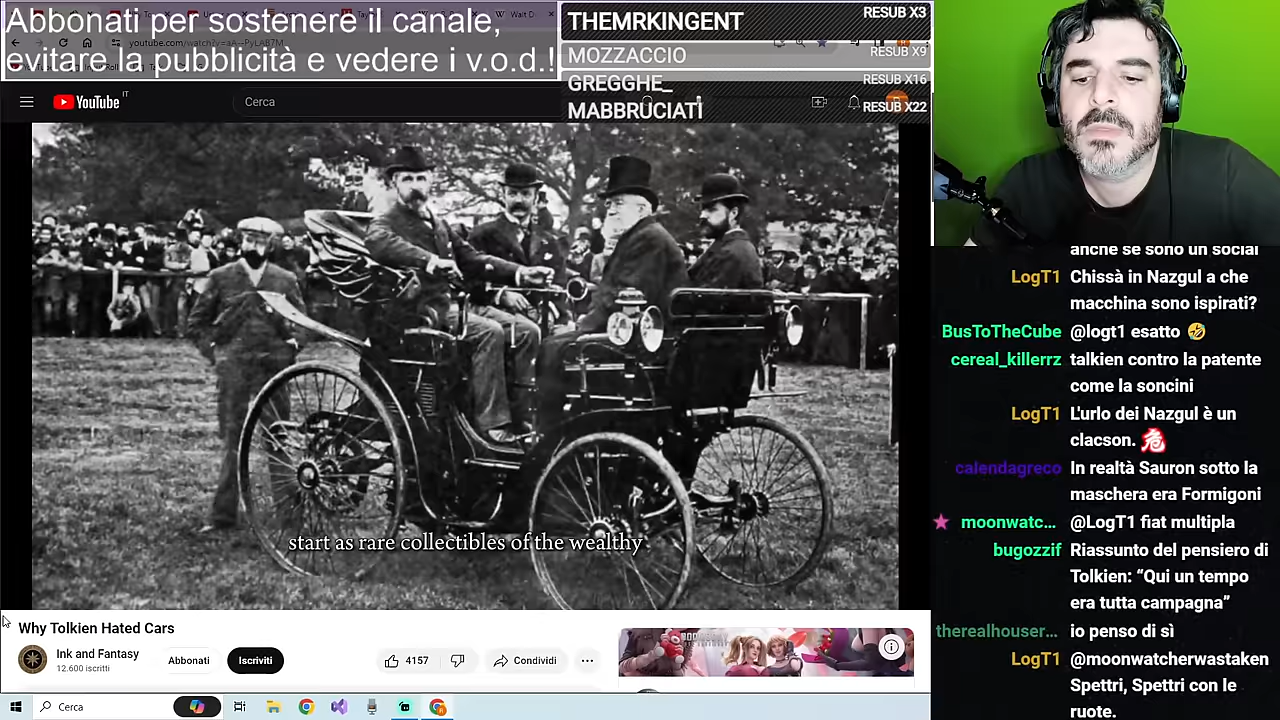 Abbonati per sostenere il canale,
evitare la pubblicità e vedere i v.o.d.!
THEMRKINGENT RESUB X3
MOZZACCIO RESUB X9
GREGGHE_ RESUB X16
MABBRUCIATI RESUB X22
YouTube IT
Cerca
start as rare collectibles of the wealthy
Why Tolkien Hated Cars
Ink and Fantasy
12.600 iscritti
Abbonati
Iscriviti
4157
Condividi
Cerca
anche se sono un social
LogT1 Chissà in Nazgul a che
macchina sono ispirati?
BusToTheCube @logt1 esatto 🤣
cereal_killerrz talkien contro la patente
come la soncini
LogT1 L'urlo dei Nazgul è un
clacson.
calendagreco In realtà Sauron sotto la
maschera era Formigoni
moonwatc... @LogT1 fiat multipla
bugozzif Riassunto del pensiero di
Tolkien: “Qui un tempo
era tutta campagna”
therealhouser... io penso di sì
LogT1 @moonwatcherwastaken
Spettri, Spettri con le
ruote.